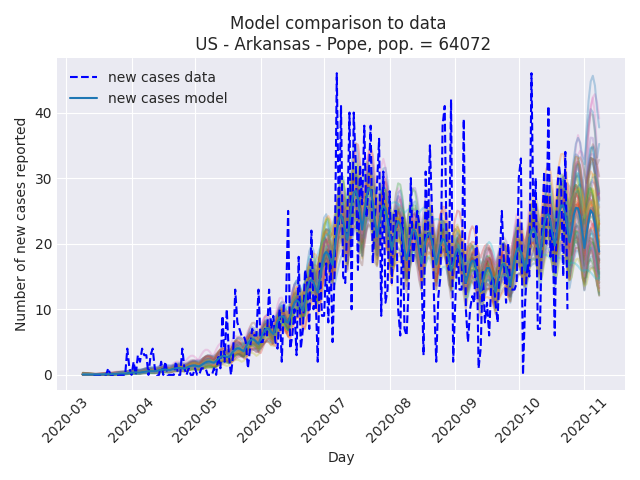 Model comparison to data
US - Arkansas - Pope, pop. = 64072
new cases data
new cases model
Number of new cases reported
40
30
20
10
0
2020-03
2020-04
2020-05
2020-06
2020-07
2020-08
2020-09
2020-10
2020-11
Day